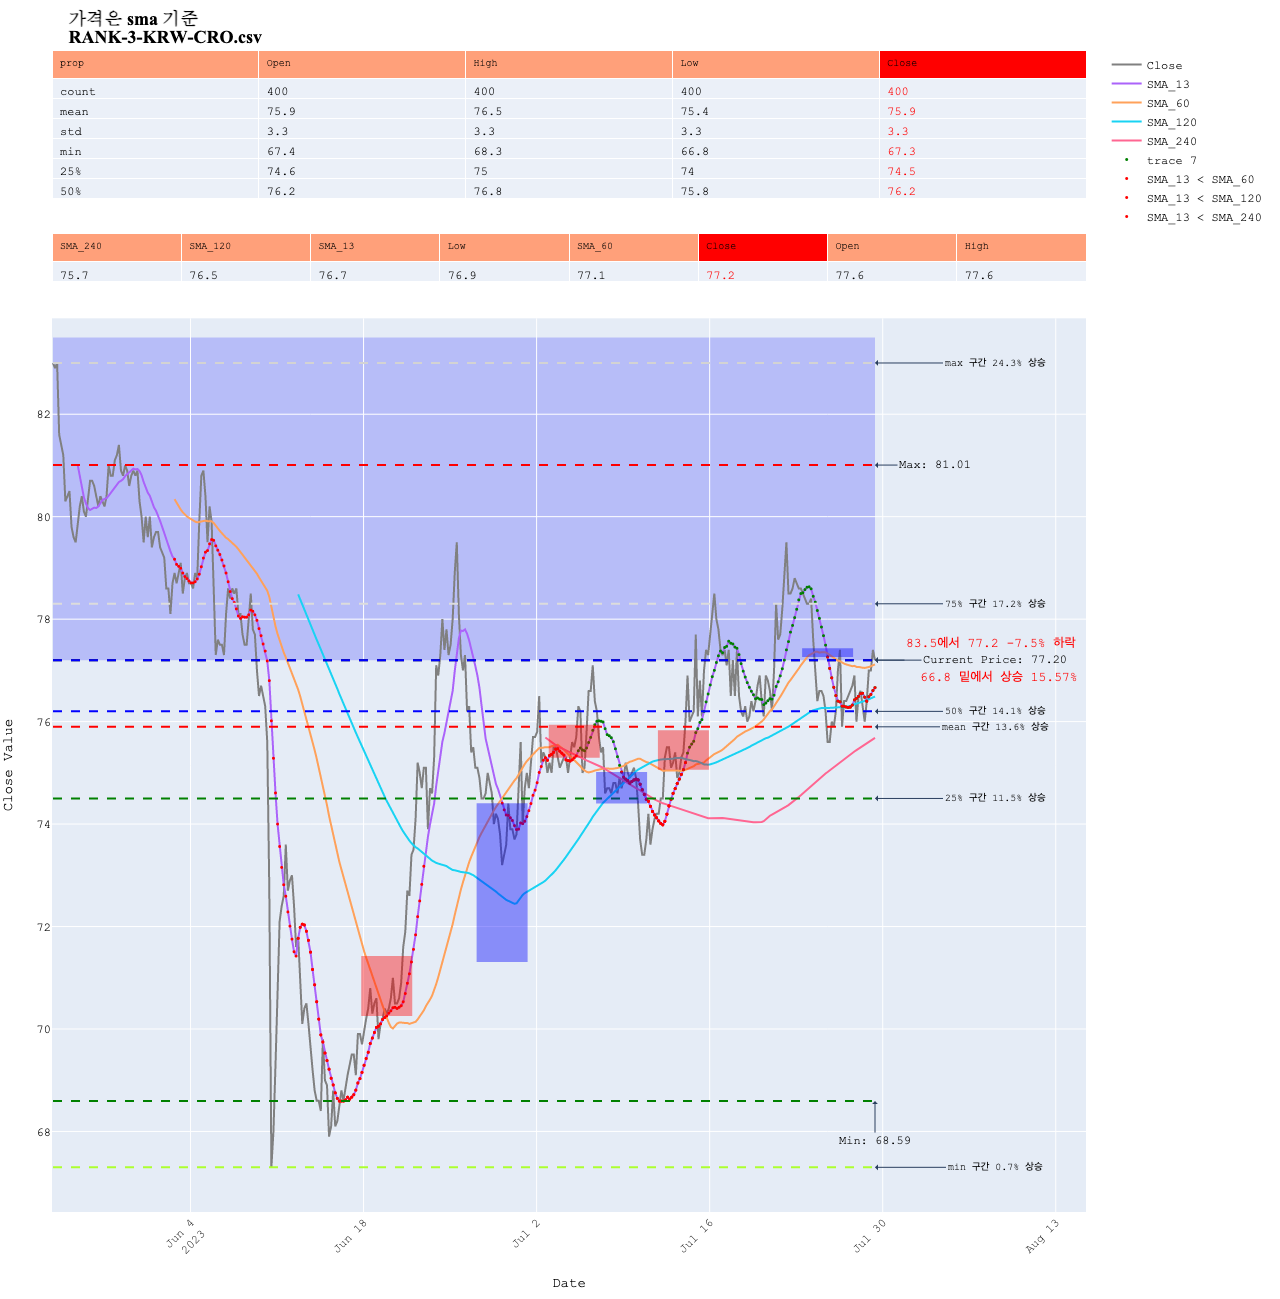 가격은 sma 기준
RANK-3-KRW-CRO.csv
prop Open High Low Close
count 400 400 400 400
mean 75.9 76.5 75.4 75.9
std 3.3 3.3 3.3 3.3
min 67.4 68.3 66.8 67.3
25% 74.6 75 74 74.5
50% 76.2 76.8 75.8 76.2
Close
SMA_13
SMA_60
SMA_120
SMA_240
trace 7
SMA_13 < SMA_60
SMA_13 < SMA_120
SMA_13 < SMA_240
SMA_240 SMA_120 SMA_13 Low SMA_60 Close Open High
75.7 76.5 76.7 76.9 77.1 77.2 77.6 77.6
max 구간 24.3% 상승
Max: 81.01
75% 구간 17.2% 상승
83.5에서 77.2 -7.5% 하락
Current Price: 77.20
66.8 밑에서 상승 15.57%
50% 구간 14.1% 상승
mean 구간 13.6% 상승
25% 구간 11.5% 상승
Min: 68.59
min 구간 0.7% 상승
82
80
78
76
74
72
70
68
Close Value
Jun 4
2023
Jun 18
Jul 2
Jul 16
Jul 30
Aug 13
Date